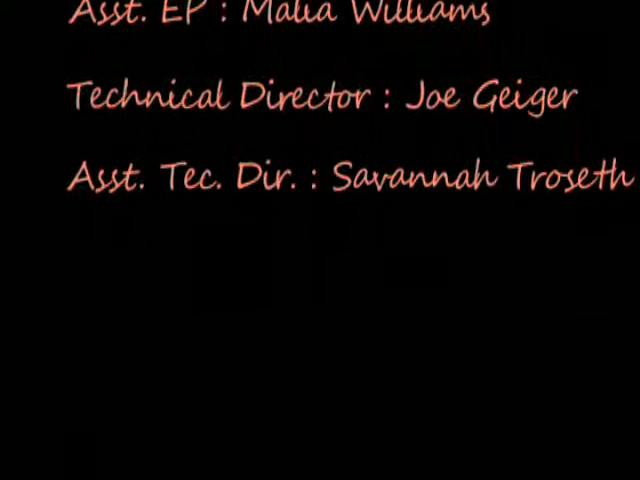 Asst. EP : Malia Williams
Technical Director : Joe Geiger
Asst. Tec. Dir. : Savannah Troseth